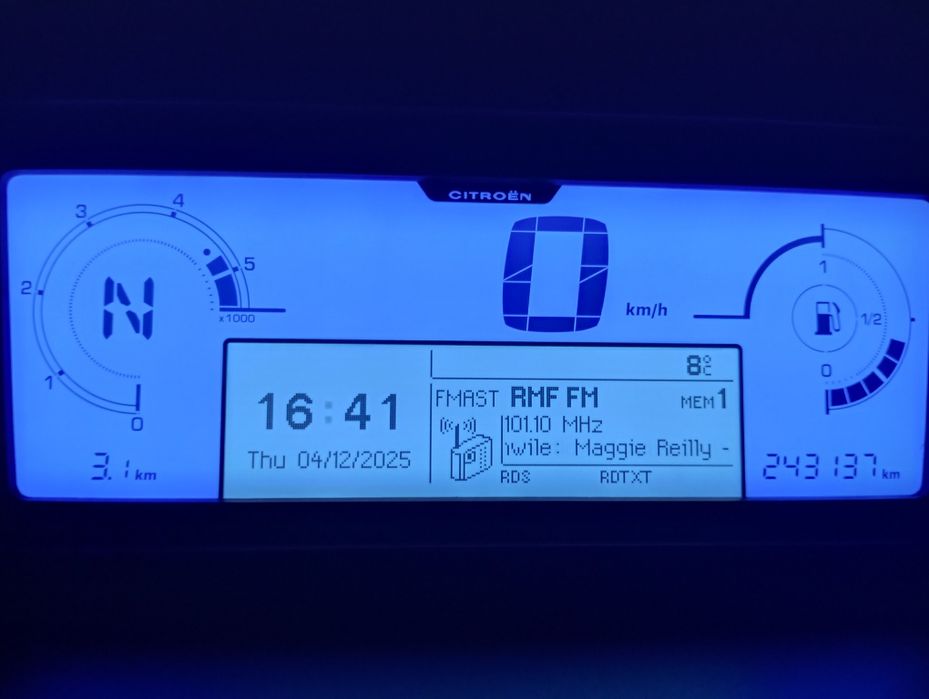 CITROËN
4
3
5
2
x1000
1
0
N
3.1 km
0 km/h
1
1/2
0
8°C
16:41
Thu 04/12/2025
FMAST RMF FM MEM1
101.10 MHz
wile: Maggie Reilly -
RDS RDTXT
243137 km